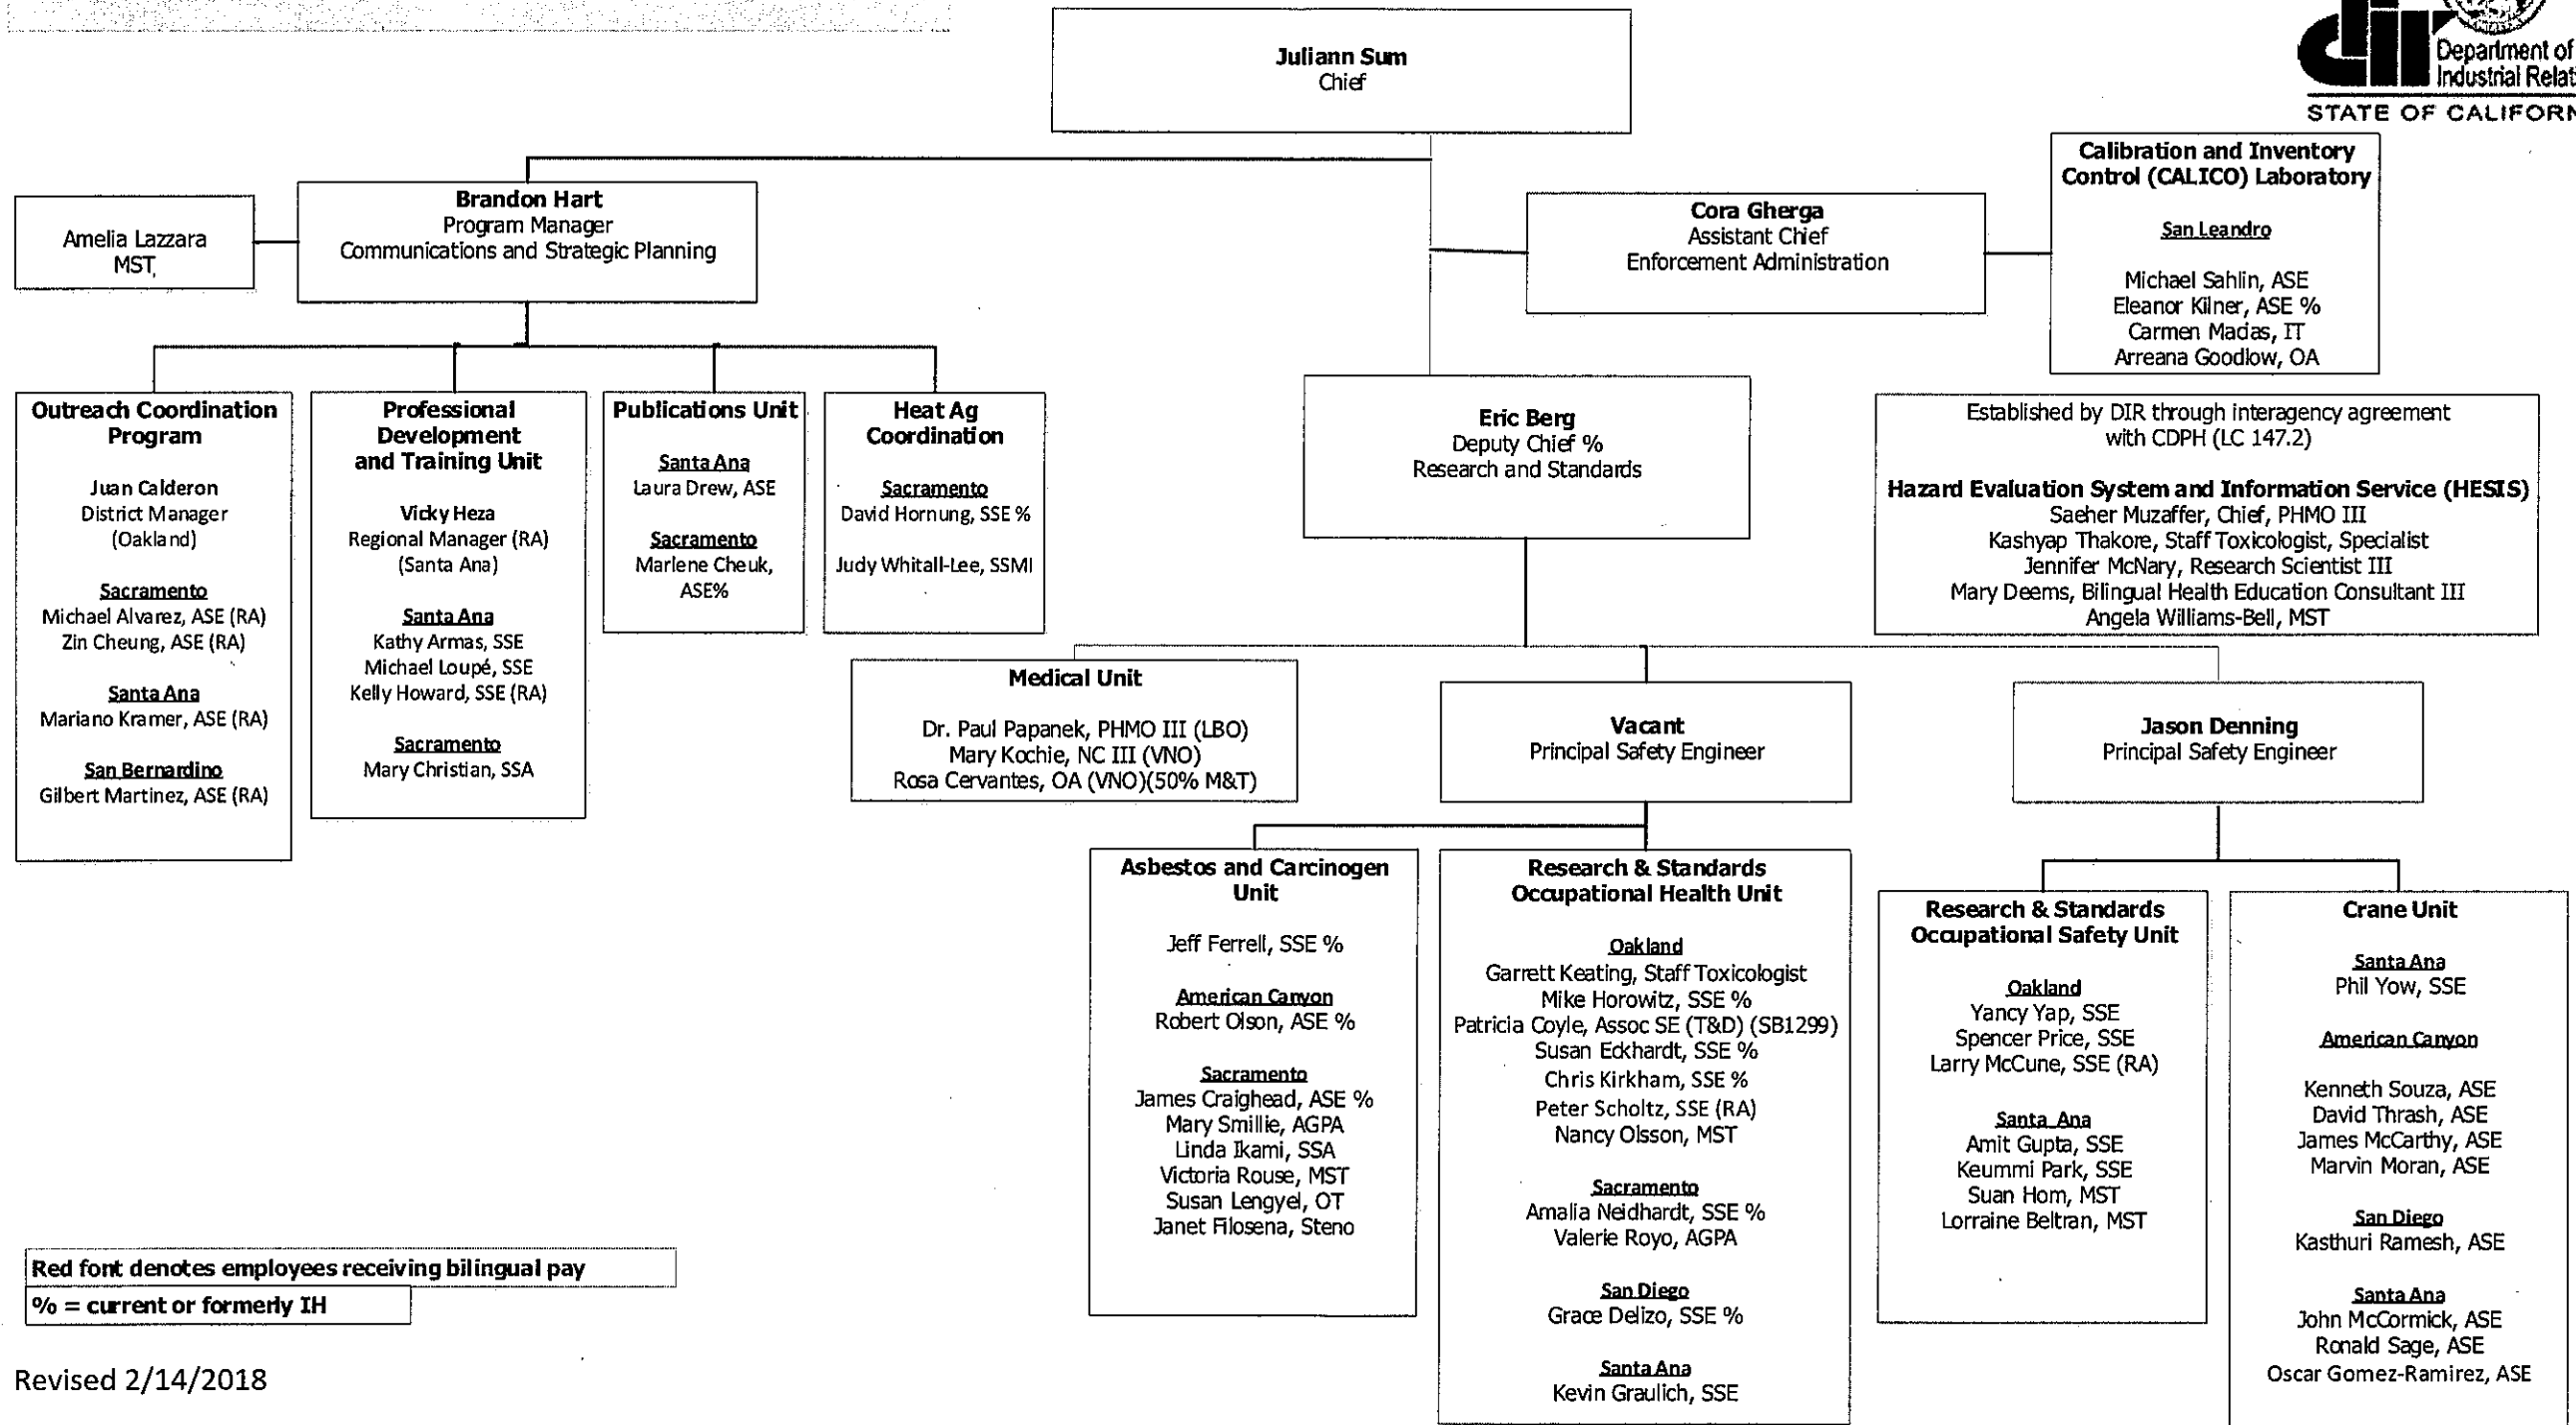 Juliann Sum
Chief
Department of
Industrial
STATE OF
Calibration and Inventory
Control (CALICO) Laboratory
San Leandro
Michael Sahlin, ASE
Eleanor Kilner, ASE %
Carmen Macias, IT
Arreana Goodlow, OA
Brandon Hart
Program Manager
Communications and Strategic Planning
Amelia Lazzara
MST
Cora Gherga
Assistant Chief
Enforcement Administration
Outreach Coordination
Program
Juan Calderon
District Manager
(Oakland)
Sacramento
Michael Alvarez, ASE (RA)
Zin Cheung, ASE (RA)
Santa Ana
Mariano Kramer, ASE (RA)
San Bernardino
Gilbert Martinez, ASE (RA)
Professional
Development
and Training Unit
Vicky Heza
Regional Manager (RA)
(Santa Ana)
Santa Ana
Kathy Armas, SSE
Michael Loupé, SSE
Kelly Howard, SSE (RA)
Sacramento
Mary Christian, SSA
Publications Unit
Santa Ana
Laura Drew, ASE
Sacramento
Marlene Cheuk,
ASE%
Heat Ag
Coordination
Sacramento
David Hornung, SSE %
Judy Whitall-Lee, SSMI
Eric Berg
Deputy Chief %
Research and Standards
Established by DIR through interagency agreement
with CDPH (LC 147.2)
Hazard Evaluation System and Information Service (HESIS)
Saeher Muzaffer, Chief, PHMO III
Kashyap Thakore, Staff Toxicologist, Specialist
Jennifer McNary, Research Scientist III
Mary Deems, Bilingual Health Education Consultant III
Angela Williams-Bell, MST
Medical Unit
Dr. Paul Papanek, PHMO III (LBO)
Mary Kochie, NC III (VNO)
Rosa Cervantes, OA (VNO)(50% M&T)
Vacant
Principal Safety Engineer
Jason Denning
Principal Safety Engineer
Asbestos and Carcinogen
Unit
Jeff Ferrell, SSE %
American Canyon
Robert Olson, ASE %
Sacramento
James Craighead, ASE %
Mary Smillie, AGPA
Linda Ikami, SSA
Victoria Rouse, MST
Susan Lengyel, OT
Janet Filosena, Steno
Research & Standards
Occupational Health Unit
Oakland
Garrett Keating, Staff Toxicologist
Mike Horowitz, SSE %
Patricia Coyle, Assoc SE (T&D) (SB1299)
Susan Eckhardt, SSE %
Chris Kirkham, SSE %
Peter Scholtz, SSE (RA)
Nancy Olsson, MST
Sacramento
Amalia Neidhardt, SSE %
Valerie Royo, AGPA
San Diego
Grace Delizo, SSE %
Santa Ana
Kevin Graulich, SSE
Research & Standards
Occupational Safety Unit
Oakland
Yancy Yap, SSE
Spencer Price, SSE
Larry McCune, SSE (RA)
Santa Ana
Amit Gupta, SSE
Keummi Park, SSE
Suan Hom, MST
Lorraine Beltran, MST
Crane Unit
Santa Ana
Phil Yow, SSE
American Canyon
Kenneth Souza, ASE
David Thrash, ASE
James McCarthy, ASE
Marvin Moran, ASE
San Diego
Kasthuri Ramesh, ASE
Santa Ana
John McCormick, ASE
Ronald Sage, ASE
Oscar Gomez-Ramirez, ASE
Red font denotes employees receiving bilingual pay
% = current or formerly IH
Revised 2/14/2018